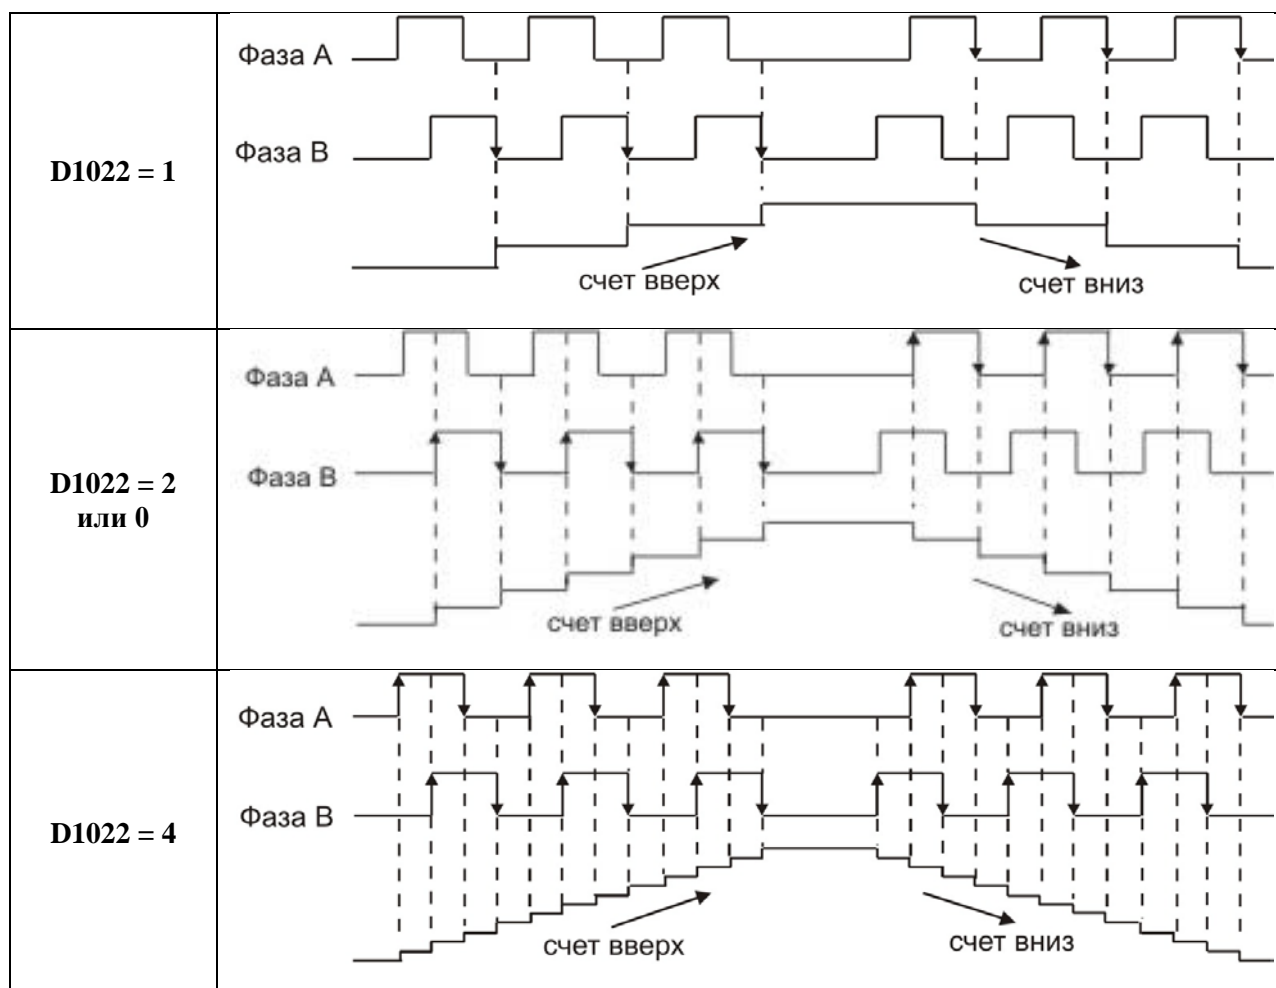 D1022 = 1
Фаза А
Фаза В
счет вверх
счет вниз
D1022 = 2
или 0
Фаза А
Фаза В
счет вверх
счет вниз
D1022 = 4
Фаза А
Фаза В
счет вверх
счет вниз